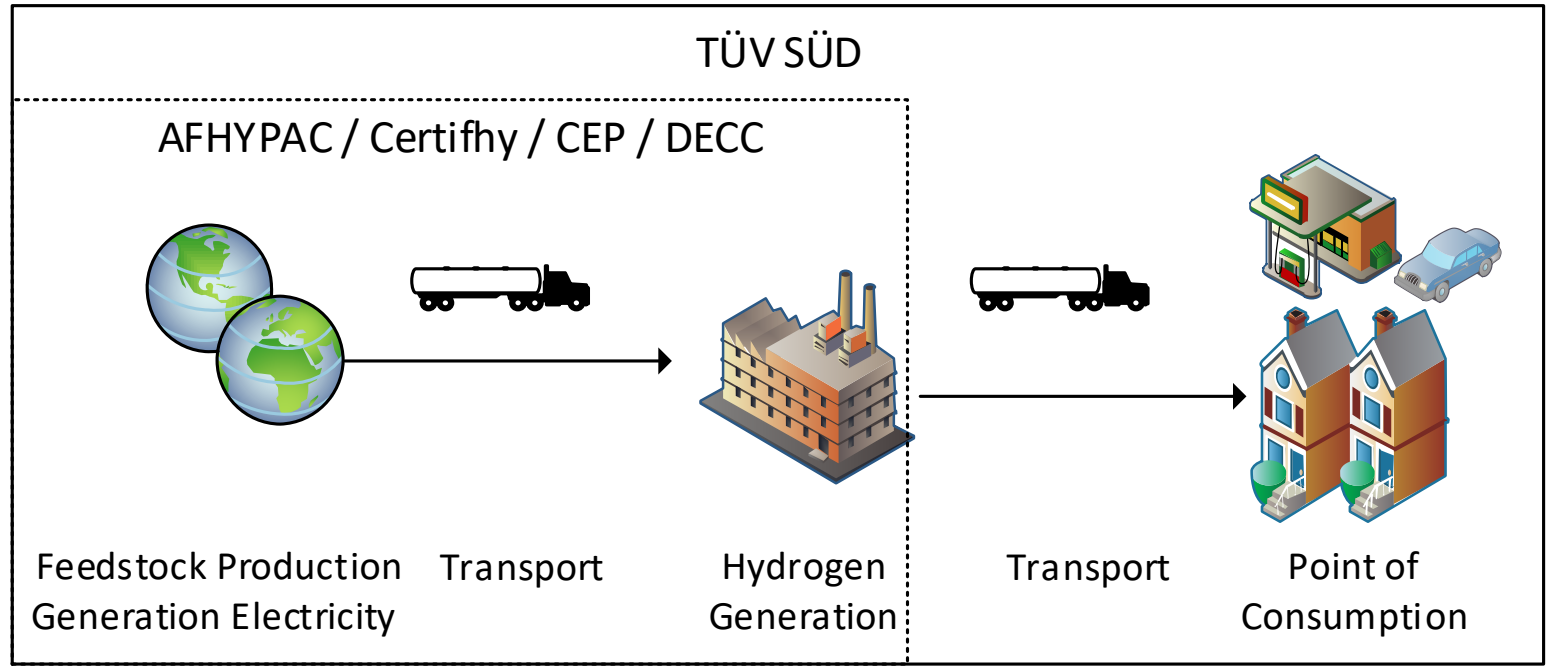 TÜV SÜD
AFHYPAC / Certifhy / CEP / DECC
Feedstock Production
Generation Electricity
Transport
Hydrogen
Generation
Transport
Point of
Consumption